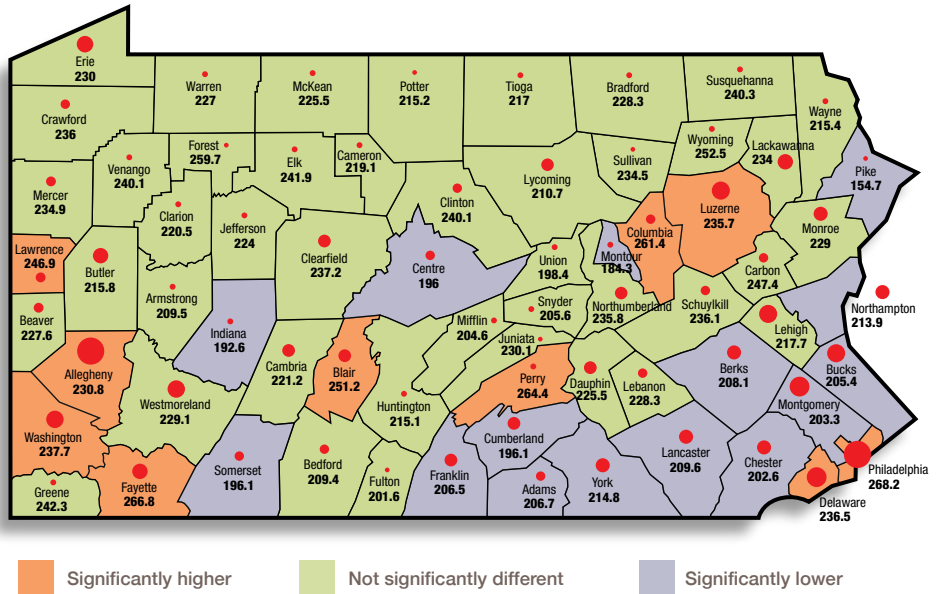 Erie
230
Warren
227
McKean
225.5
Potter
215.2
Tioga
217
Bradford
228.3
Susquehanna
240.3
Wayne
215.4
Crawford
236
Venango
240.1
Forest
259.7
Elk
241.9
Cameron
219.1
Lycoming
210.7
Sullivan
234.5
Wyoming
252.5
Lackawanna
234
Pike
154.7
Mercer
234.9
Clarion
220.5
Jefferson
224
Clinton
240.1
Columbia
261.4
Luzerne
235.7
Monroe
229
Lawrence
246.9
Butler
215.8
Clearfield
237.2
Centre
196
Union
198.4
Montour
184.3
Carbon
247.4
Armstrong
209.5
Beaver
227.6
Indiana
192.6
Mifflin
204.6
Snyder
205.6
Northumberland
235.8
Schuylkill
236.1
Northampton
213.9
Juniata
230.1
Lehigh
217.7
Allegheny
230.8
Cambria
221.2
Blair
251.2
Perry
264.4
Dauphin
225.5
Lebanon
228.3
Berks
208.1
Bucks
205.4
Westmoreland
229.1
Huntington
215.1
Montgomery
203.3
Washington
237.7
Cumberland
196.1
Somerset
196.1
Bedford
209.4
Fulton
201.6
Franklin
206.5
Adams
206.7
York
214.8
Lancaster
209.6
Chester
202.6
Philadelphia
268.2
Greene
242.3
Fayette
266.8
Delaware
236.5
Significantly higher
Not significantly different
Significantly lower